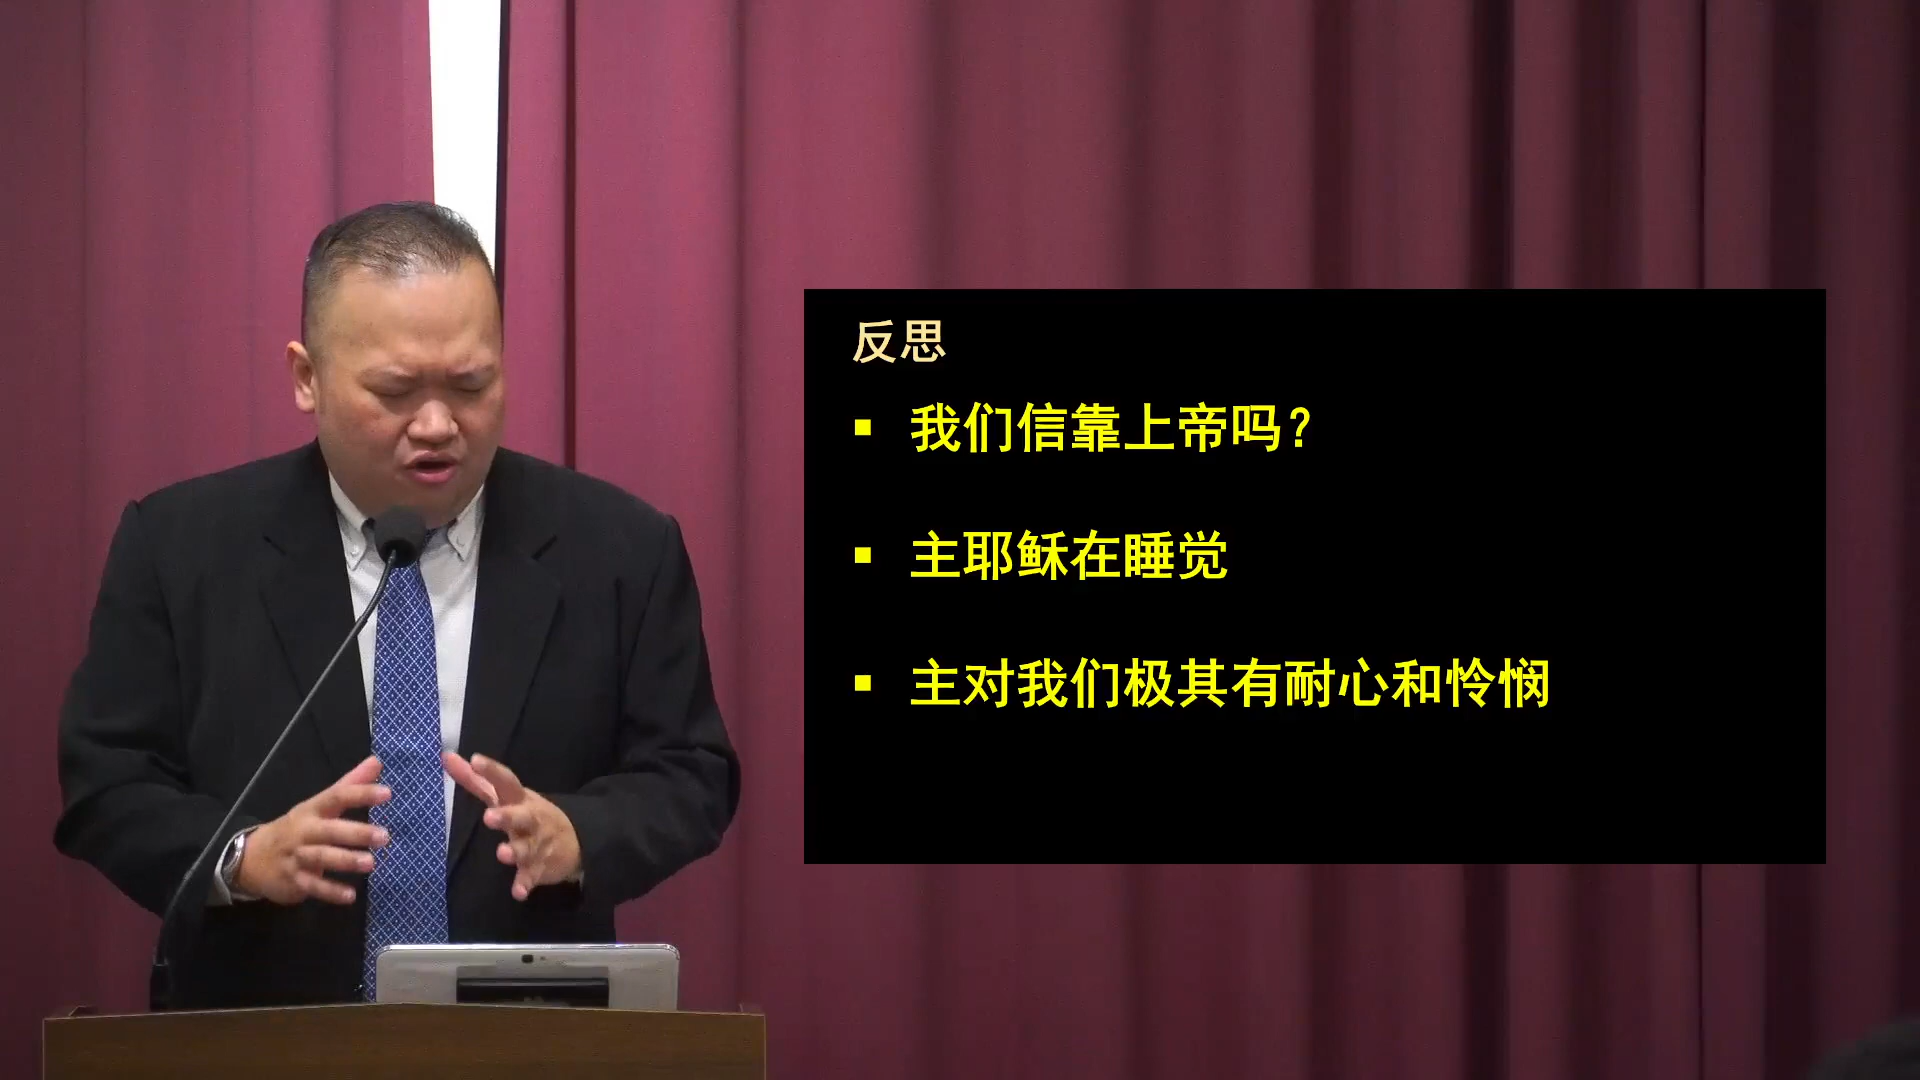 反思
▪ 我们信靠上帝吗？
▪ 主耶稣在睡觉
▪ 主对我们极其有耐心和怜悯